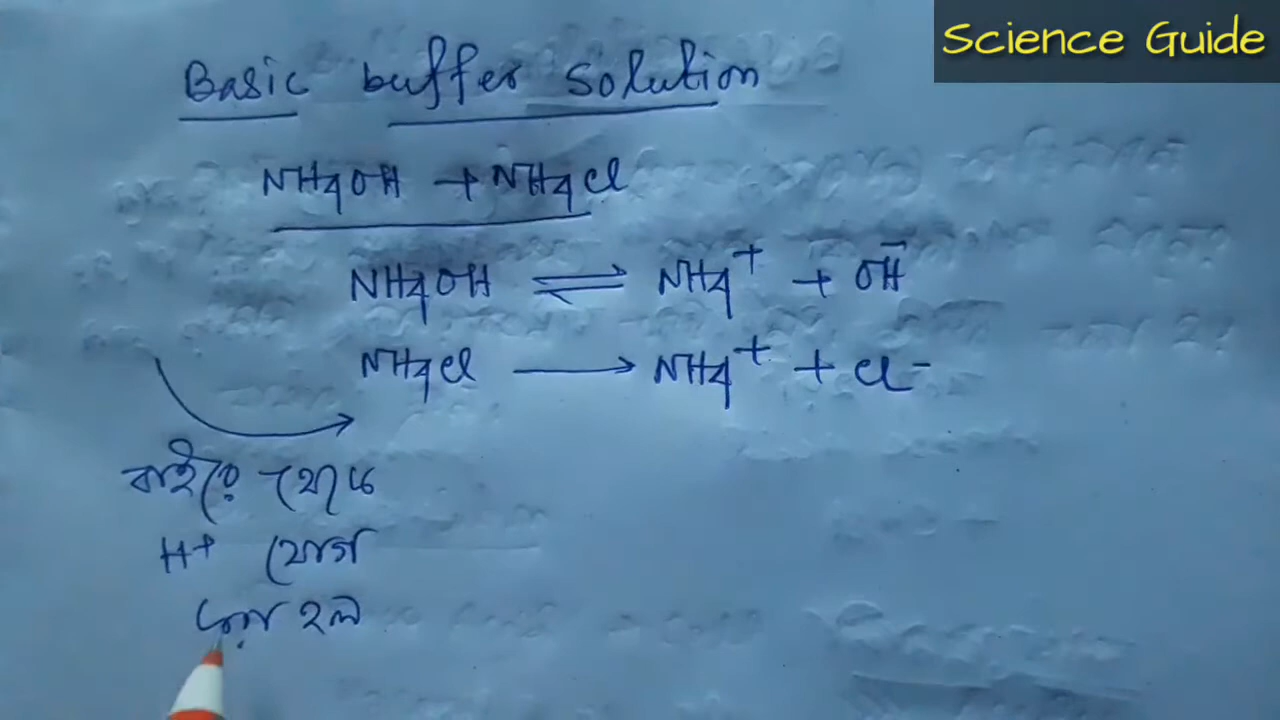 Science Guide
Basic buffer solution
NH4OH + NH4Cl
NH4OH ⇌ NH4+ + OH-
NH4Cl → NH4+ + Cl-
বাইরে থেকে
H+ যোগ
করা হল